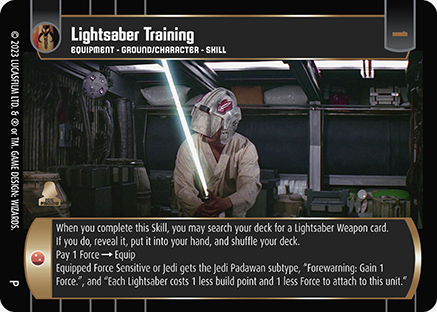 Lightsaber Training
EQUIPMENT - GROUND/CHARACTER - SKILL
© 2023 LUCASFILM LTD. & ® or TM. GAME DESIGN: WIZARDS.
When you complete this Skill, you may search your deck for a Lightsaber Weapon card.
If you do, reveal it, put it into your hand, and shuffle your deck.
Pay 1 Force → Equip
Equipped Force Sensitive or Jedi gets the Jedi Padawan subtype, "Forewarning: Gain 1
Force.", and "Each Lightsaber costs 1 less build point and 1 less Force to attach to this unit."
P